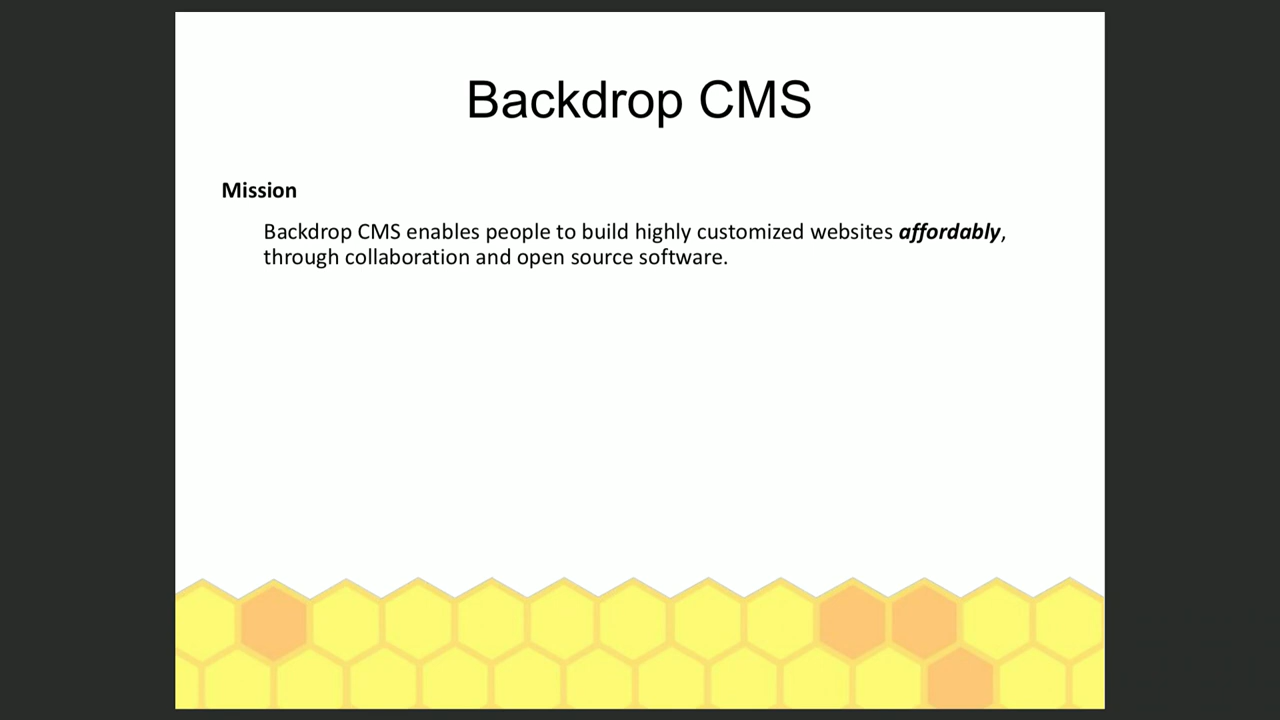 Backdrop CMS
Mission
Backdrop CMS enables people to build highly customized websites affordably,
through collaboration and open source software.